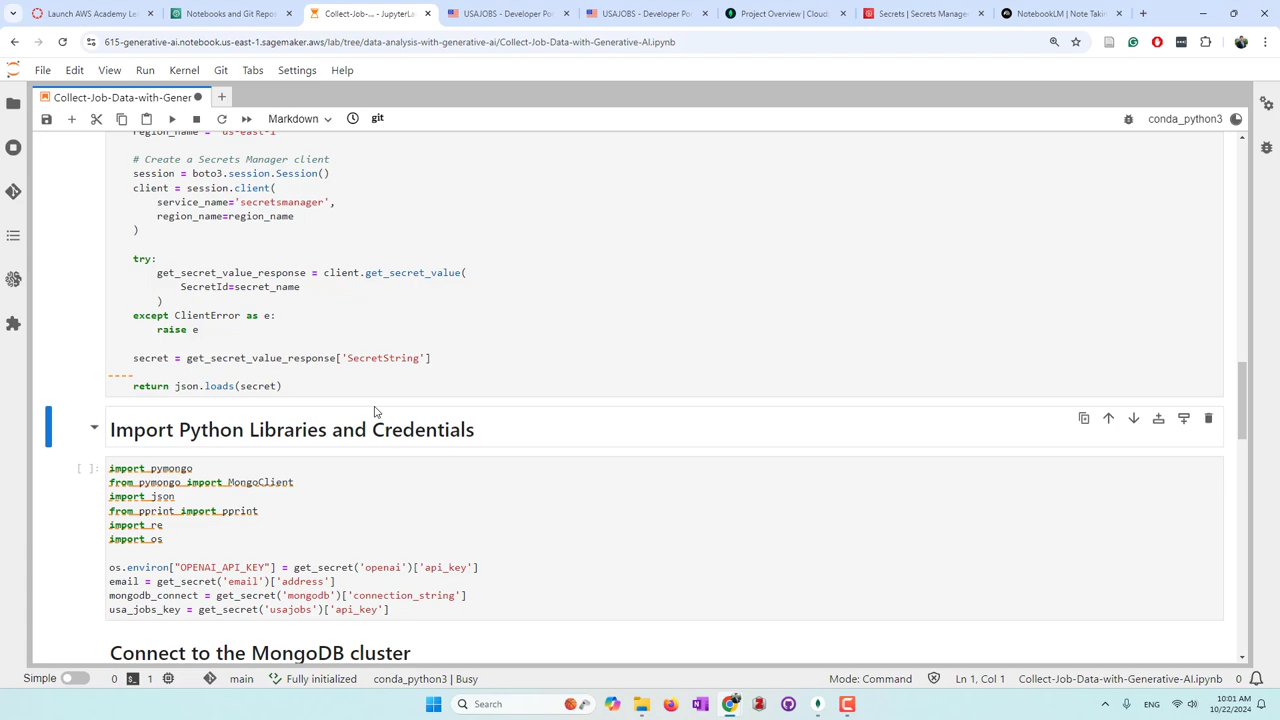 Launch AWS Academy Le
Notebooks and Git Repo
Collect-Job-... - JupyterLa
USAJOBS - Developer Po
USAJOBS - Developer Po
Project Overview | Cloud:
Secrets | Secrets Manage
NotebookLM | Note Takin
615-generative-ai.notebook.us-east-1.sagemaker.aws/lab/tree/data-analysis-with-generative-ai/Collect-Job-Data-with-Generative-AI.ipynb
File Edit View Run Kernel Git Tabs Settings Help
Collect-Job-Data-with-Gener
Markdown
git
conda_python3
region_name = "us-east-1"
# Create a Secrets Manager client
session = boto3.session.Session()
client = session.client(
service_name='secretsmanager',
region_name=region_name
)
try:
get_secret_value_response = client.get_secret_value(
SecretId=secret_name
)
except ClientError as e:
raise e
secret = get_secret_value_response['SecretString']
return json.loads(secret)
Import Python Libraries and Credentials
[ ]:
import pymongo
from pymongo import MongoClient
import json
from pprint import pprint
import re
import os
os.environ["OPENAI_API_KEY"] = get_secret('openai')['api_key']
email = get_secret('email')['address']
mongodb_connect = get_secret('mongodb')['connection_string']
usa_jobs_key = get_secret('usajobs')['api_key']
Connect to the MongoDB cluster
Simple 0 1 main Fully initialized conda_python3 | Busy
Mode: Command Ln 1, Col 1 Collect-Job-Data-with-Generative-AI.ipynb 0
Search
ENG
10:01 AM
10/22/2024